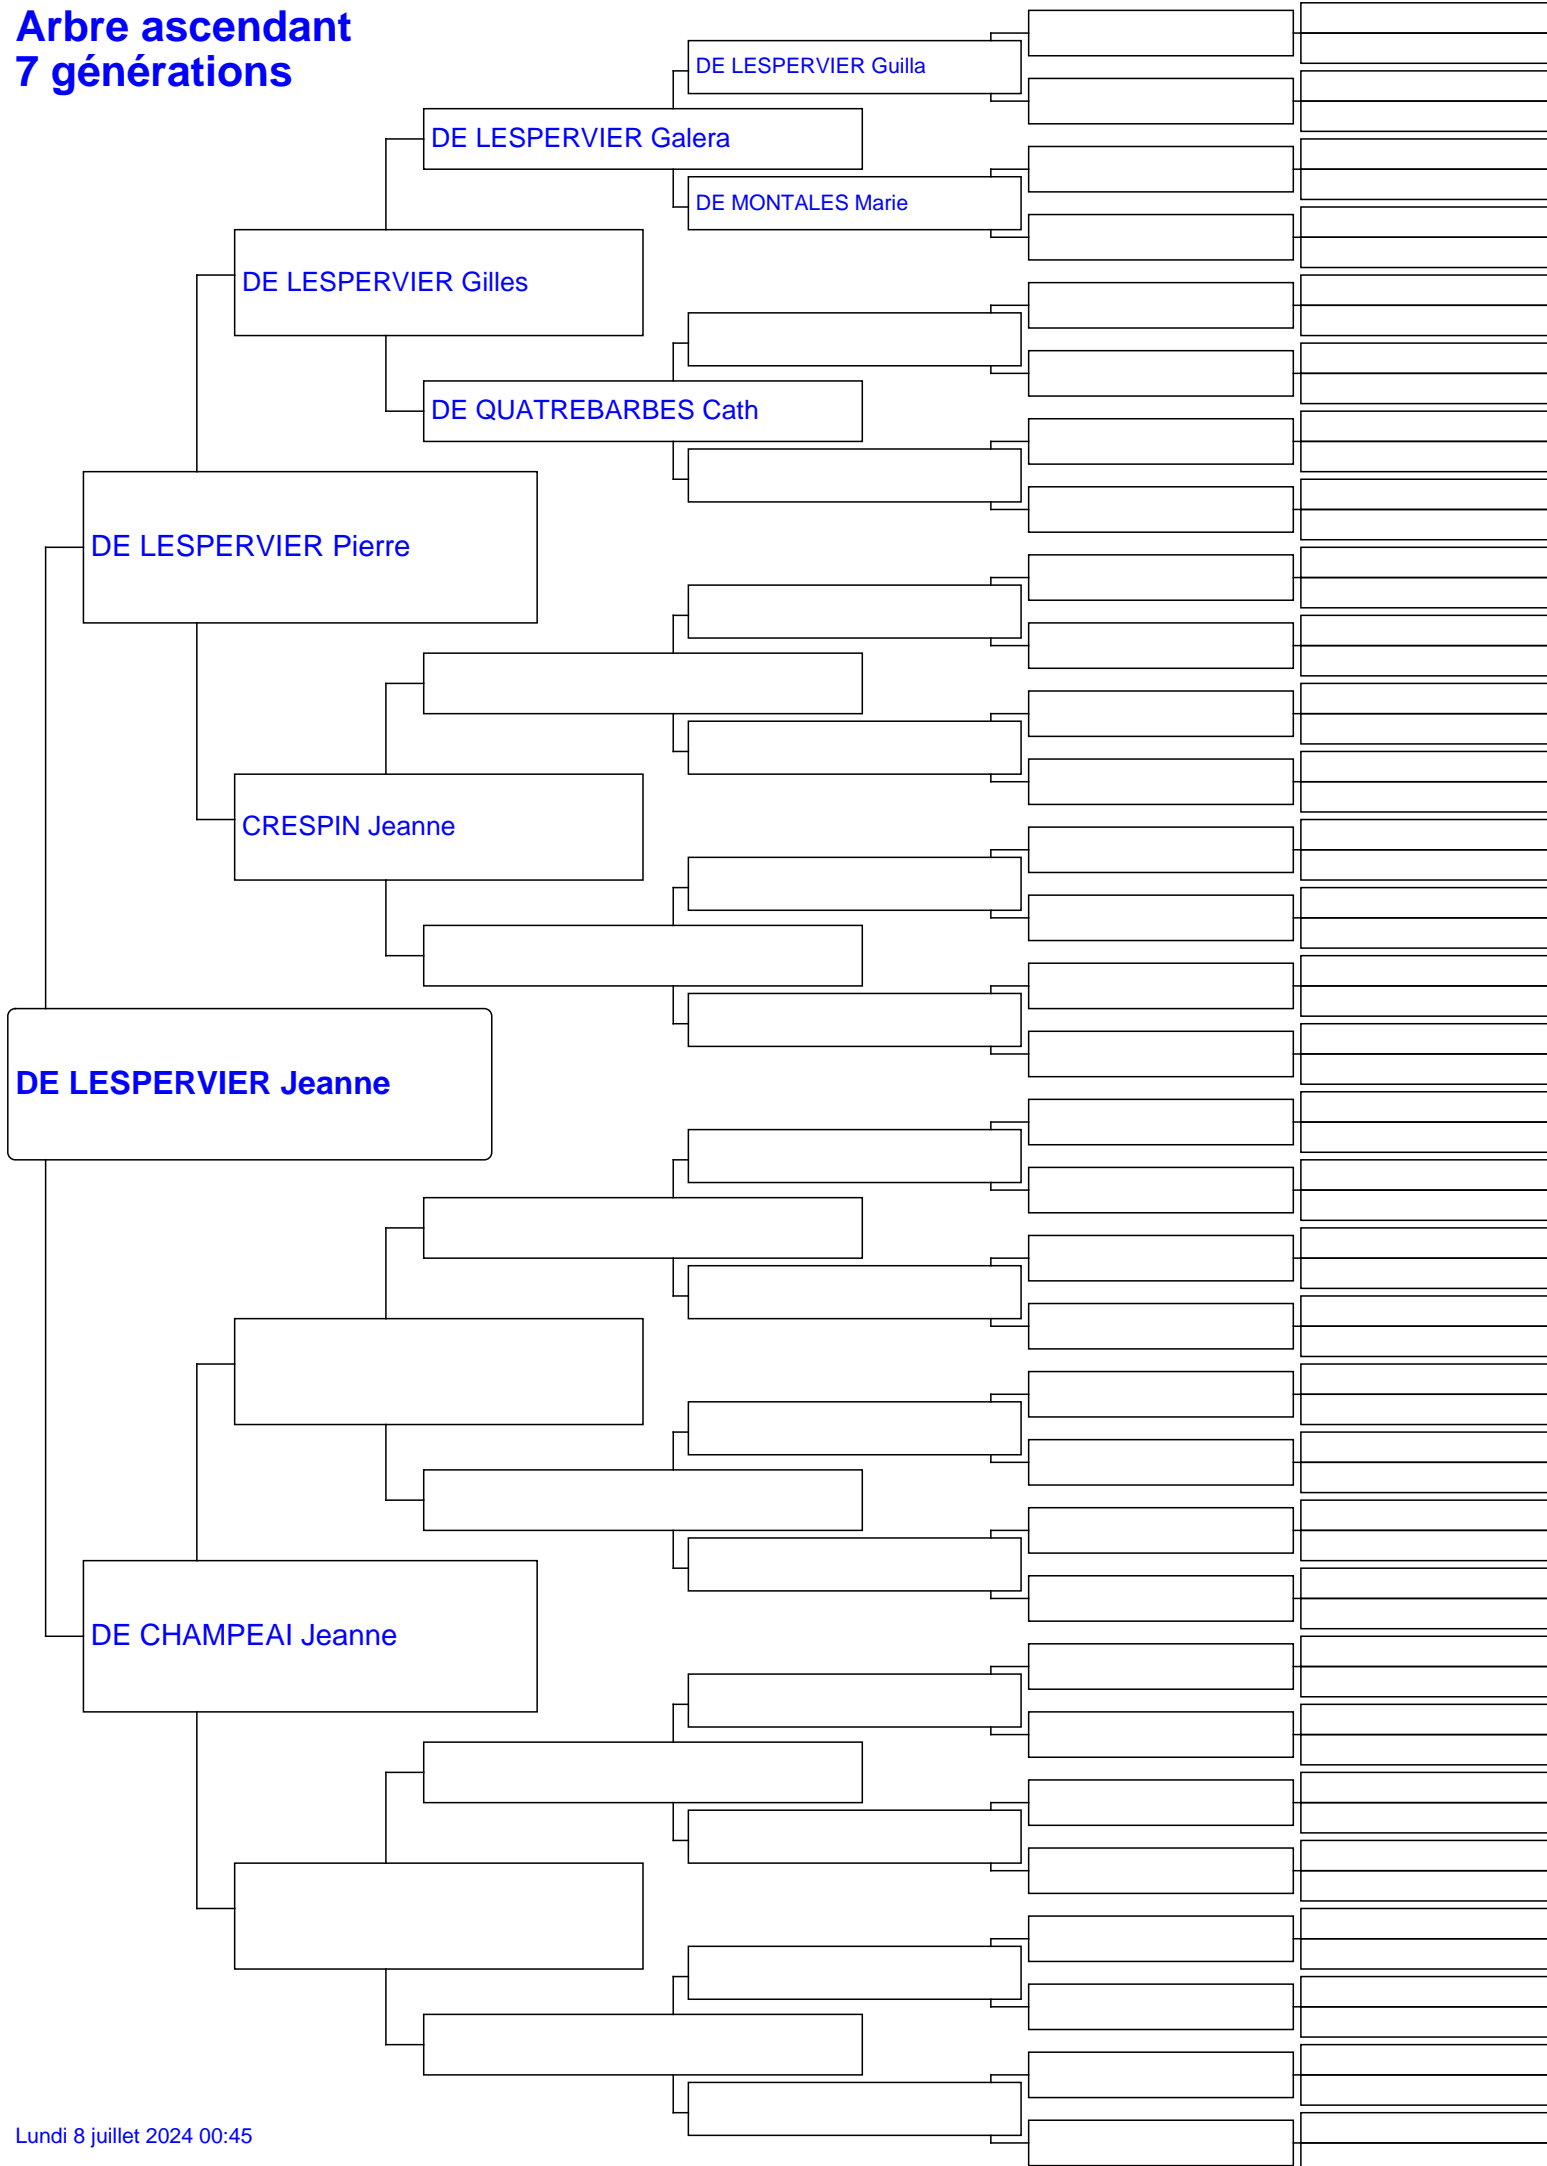 Arbre ascendant
7 générations
DE LESPERVIER Guilla
DE LESPERVIER Galera
DE MONTALES Marie
DE LESPERVIER Gilles
DE QUATREBARBES Cath
DE LESPERVIER Pierre
CRESPIN Jeanne
DE LESPERVIER Jeanne
DE CHAMPEAI Jeanne
Lundi 8 juillet 2024 00:45